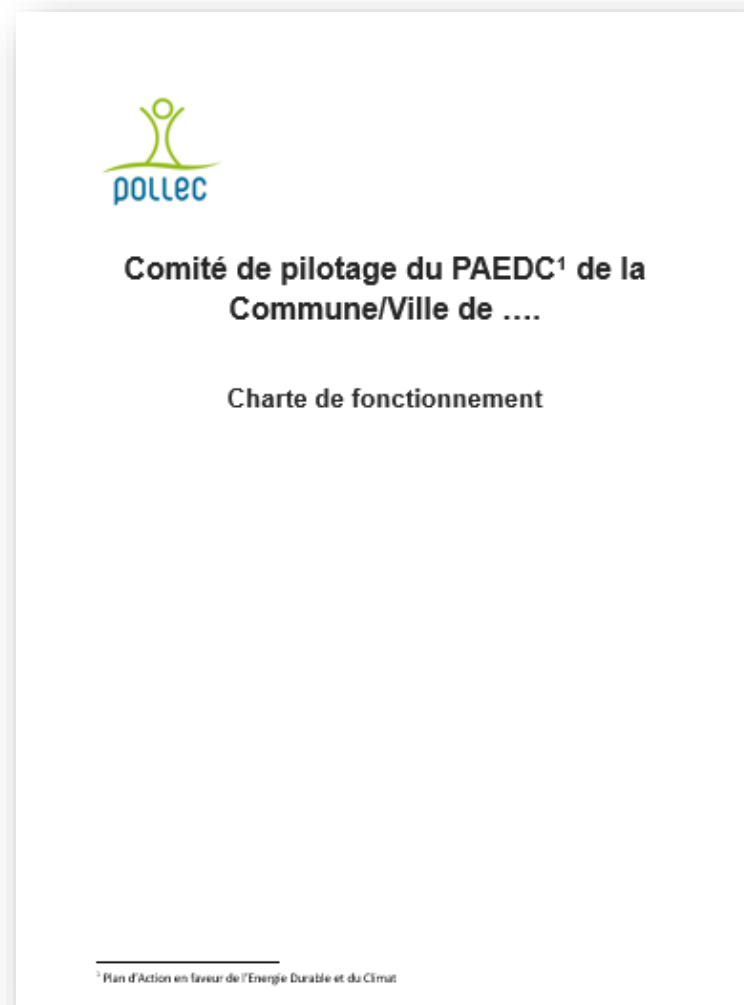 pollec
Comité de pilotage du PAEDC¹ de la
Commune/Ville de ….
Charte de fonctionnement
¹ Plan d'Action en faveur de l'Energie Durable et du Climat